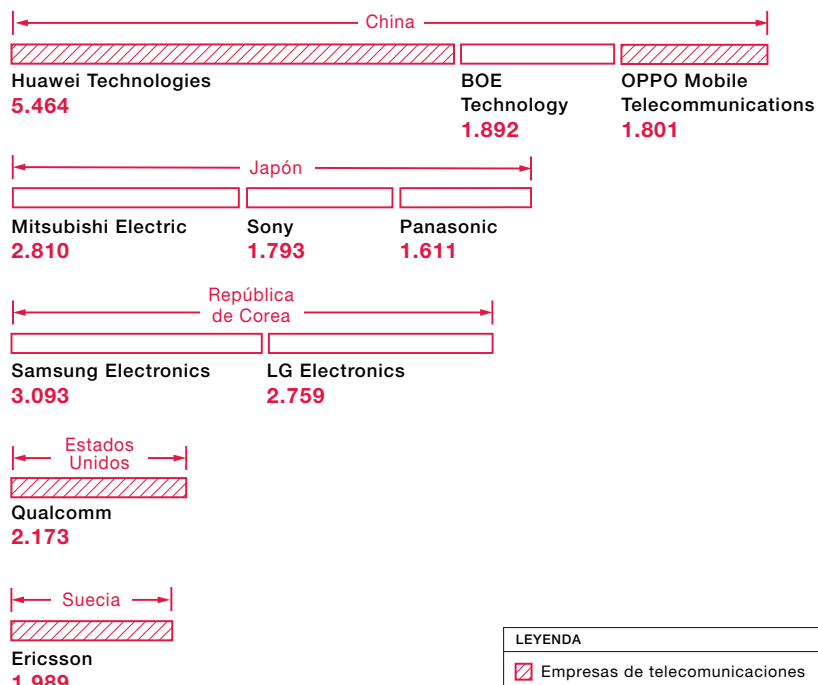 China
Huawei Technologies
5.464
BOE
Technology
1.892
OPPO Mobile
Telecommunications
1.801
Japón
Mitsubishi Electric
2.810
Sony
1.793
Panasonic
1.611
República
de Corea
Samsung Electronics
3.093
LG Electronics
2.759
Estados
Unidos
Qualcomm
2.173
Suecia
Ericsson
1.989
LEYENDA
Empresas de telecomunicaciones